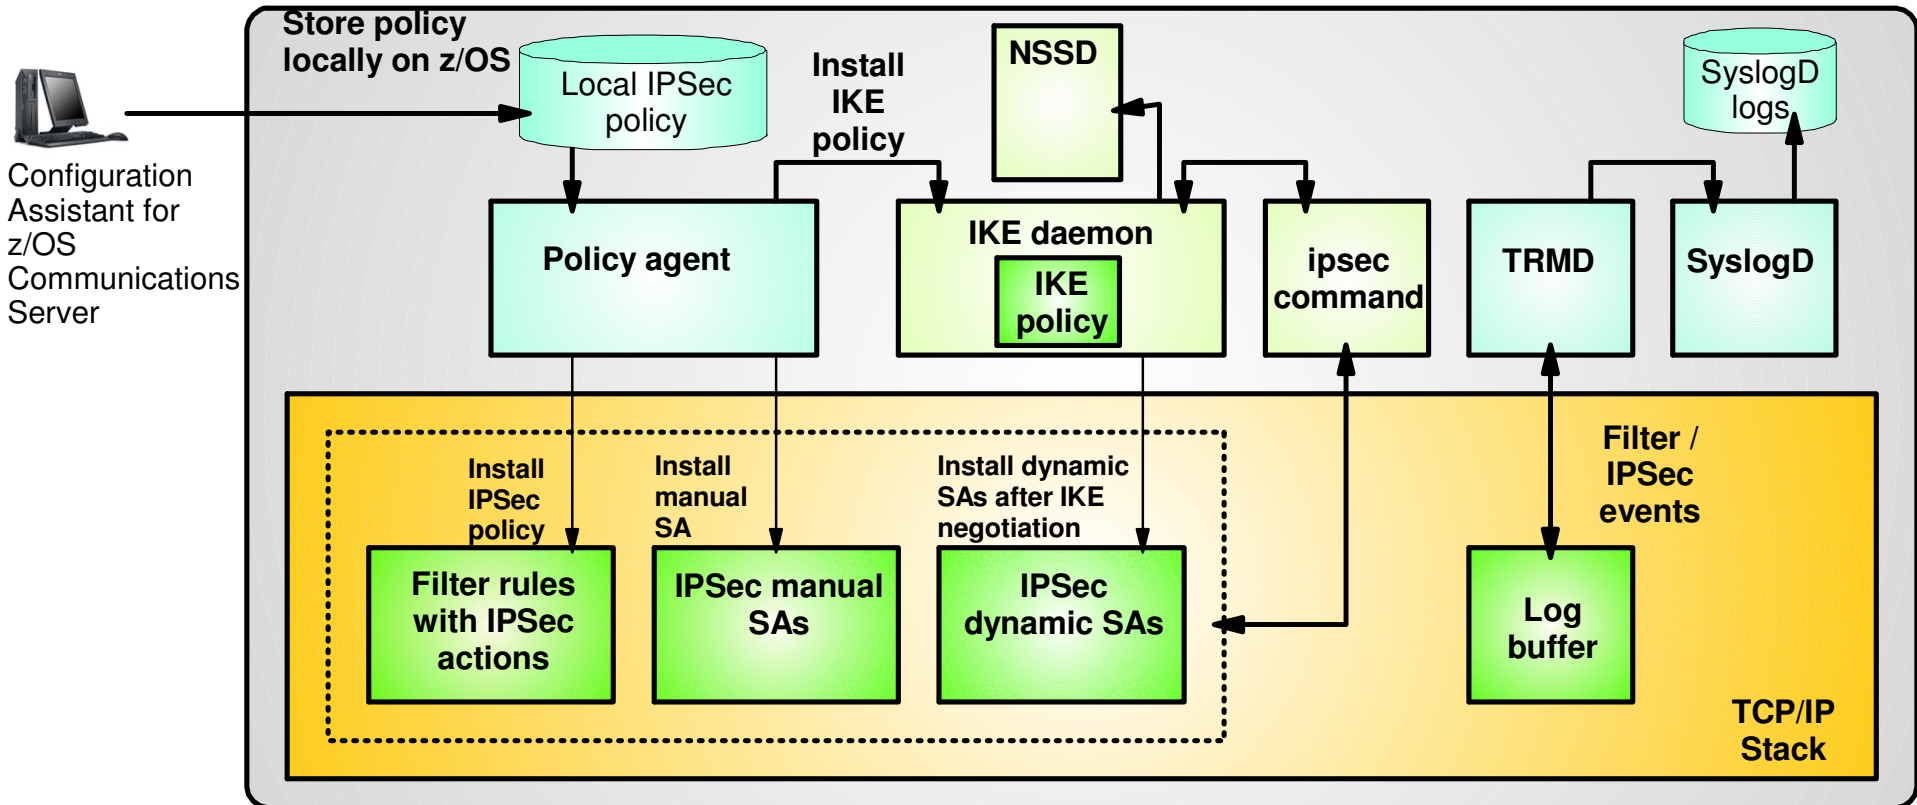 Store policy
locally on z/OS
Local IPSec
policy
Install
IKE
policy
NSSD
SyslogD
logs
Configuration
Assistant for
z/OS
Communications
Server
Policy agent
IKE daemon
IKE
policy
ipsec
command
TRMD
SyslogD
Install
IPSec
policy
Install
manual
SA
Install dynamic
SAs after IKE
negotiation
Filter /
IPSec
events
Filter rules
with IPSec
actions
IPSec manual
SAs
IPSec
dynamic SAs
Log
buffer
TCP/IP
Stack